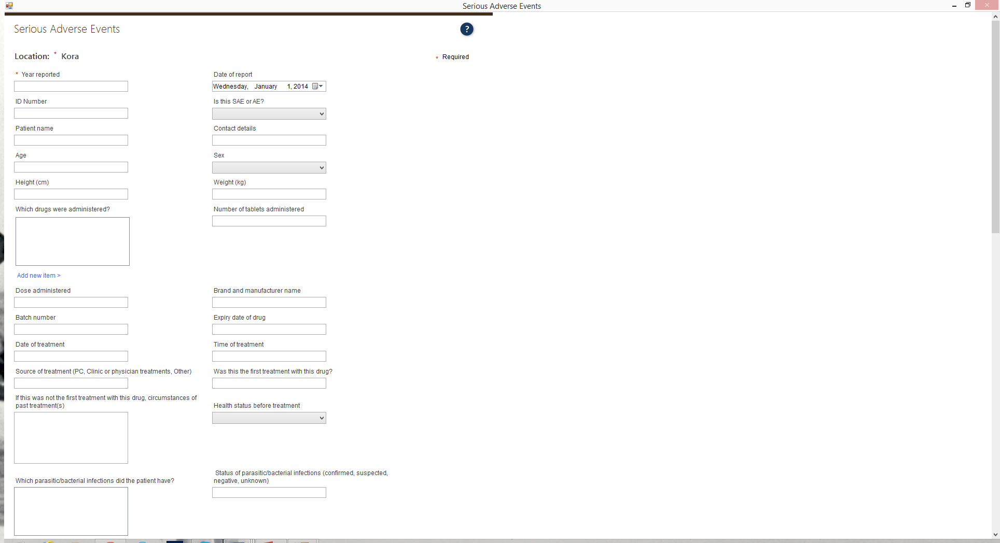 Serious Adverse Events
Serious Adverse Events
?
Location: * Kora
* Required
* Year reported
Date of report
Wednesday, January 1, 2014
ID Number
Is this SAE or AE?
Patient name
Contact details
Age
Sex
Height (cm)
Weight (kg)
Which drugs were administered?
Number of tablets administered
Add new item >
Dose administered
Brand and manufacturer name
Batch number
Expiry date of drug
Date of treatment
Time of treatment
Source of treatment (PC, Clinic or physician treatments, Other)
Was this the first treatment with this drug?
If this was not the first treatment with this drug, circumstances of
past treatment(s)
Health status before treatment
Which parasitic/bacterial infections did the patient have?
Status of parasitic/bacterial infections (confirmed, suspected,
negative, unknown)